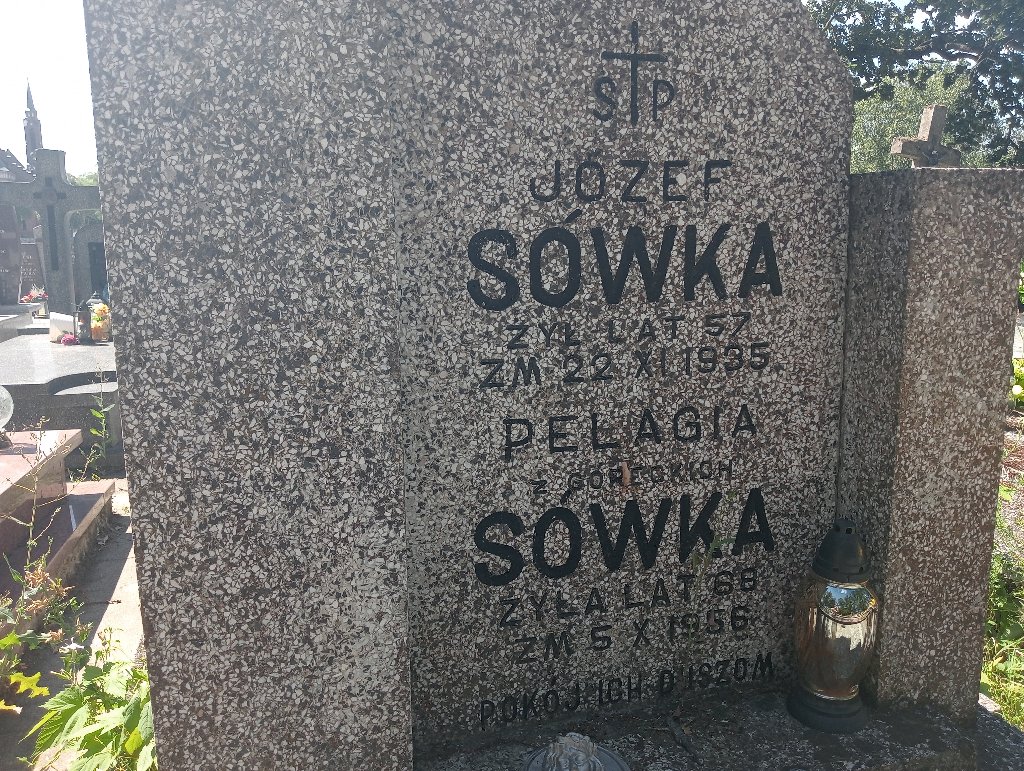 Ś P
JÓZEF
SÓWKA
ŻYŁ LAT 57
ZM 22 XI 1935
PELAGIA
Z GÓRECKICH
SÓWKA
ŻYŁA LAT 68
ZM 5 X 1956
POKÓJ ICH DUSZOM